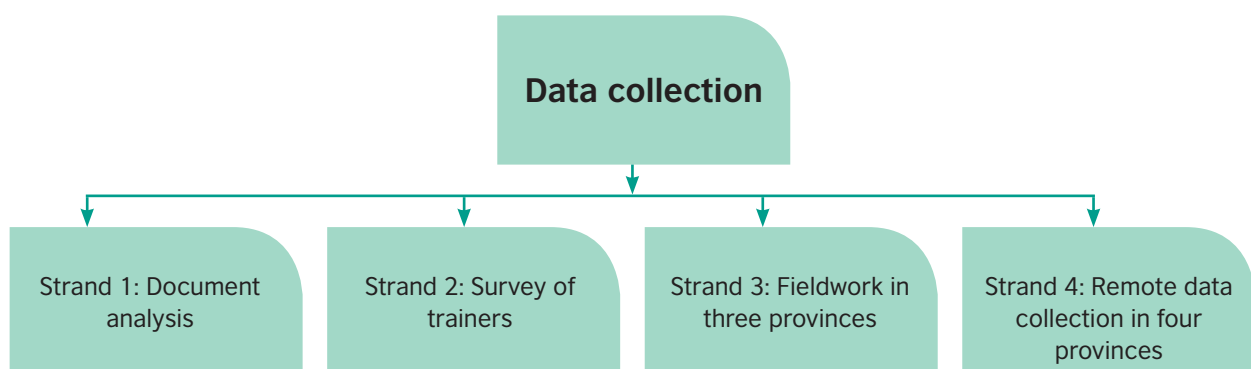 Data collection
Strand 1: Document
analysis
Strand 2: Survey of
trainers
Strand 3: Fieldwork in
three provinces
Strand 4: Remote data
collection in four
provinces